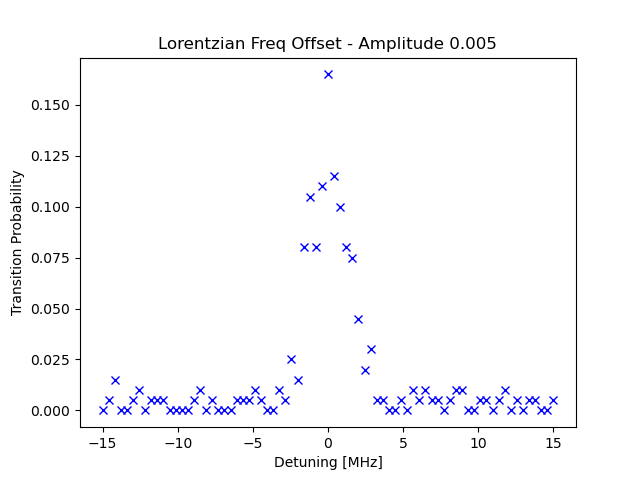 Lorentzian Freq Offset - Amplitude 0.005
Transition Probability
0.150
0.125
0.100
0.075
0.050
0.025
0.000
−15 −10 −5 0 5 10 15
Detuning [MHz]